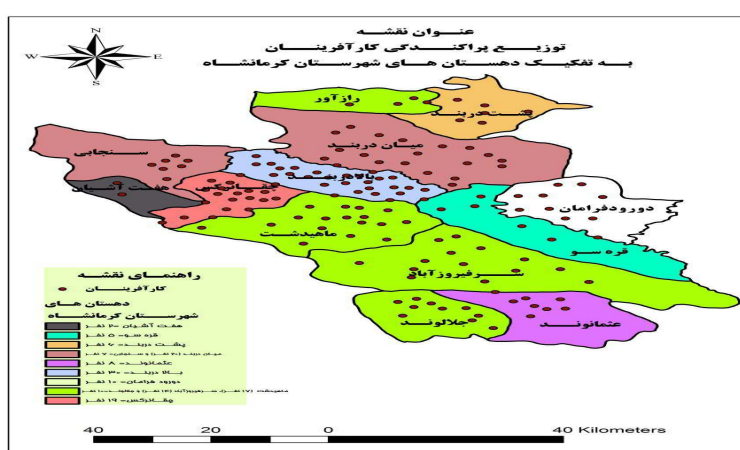 عنوان نقشه
توزیع پراکندگی کارآفرینان
به تفکیک دهستان های شهرستان کرمانشاه
N
W
E
S
رازآور
پشت دربند
میان دربند
سنجابی
بالا دربند
هفت آشیان
چقانرگس
دورود فرامان
ماهیدشت
قره سو
سرفیروزآباد
جلالوند
عثمانوند
راهنمای نقشه
کارآفرینان
دهستان های
شهرستان کرمانشاه
هفت آشیان -۲ نفر
قره سو- ۵ نفر
پشت دربند- ۶ نفر
عثمانوند- ۸ نفر
بالا دربند- ۳۰ نفر
دورود فرامان- ۱۰ نفر
چقانرگس- ۱۹ نفر
40 20 0 40 Kilometers